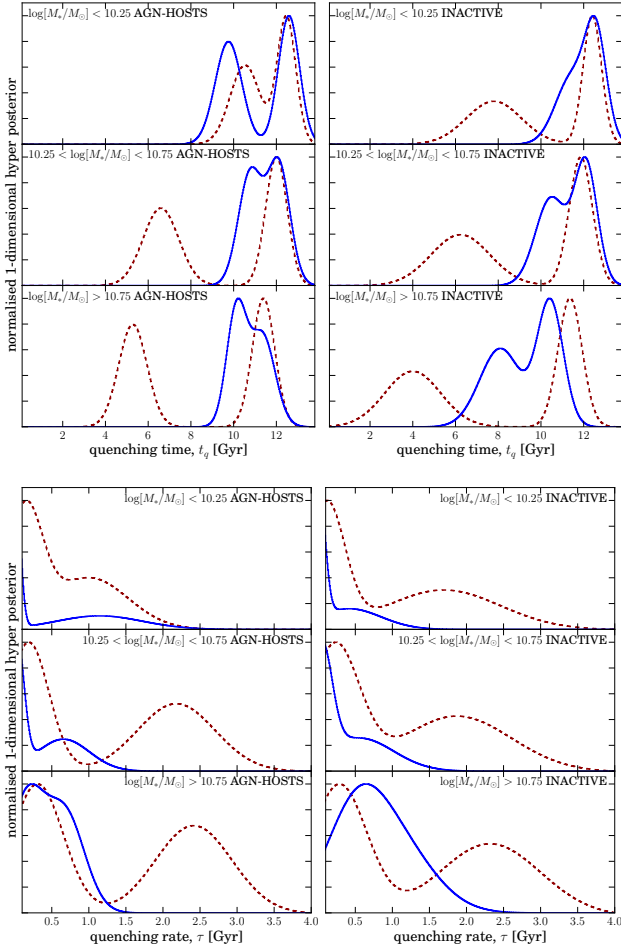 log[M*/M⊙] < 10.25 AGN-HOSTS
log[M*/M⊙] < 10.25 INACTIVE
10.25 < log[M*/M⊙] < 10.75 AGN-HOSTS
10.25 < log[M*/M⊙] < 10.75 INACTIVE
log[M*/M⊙] > 10.75 AGN-HOSTS
log[M*/M⊙] > 10.75 INACTIVE
normalised 1-dimensional hyper posterior
2 4 6 8 10 12
2 4 6 8 10 12
quenching time, tq [Gyr]
quenching time, tq [Gyr]
log[M*/M⊙] < 10.25 AGN-HOSTS
log[M*/M⊙] < 10.25 INACTIVE
10.25 < log[M*/M⊙] < 10.75 AGN-HOSTS
10.25 < log[M*/M⊙] < 10.75 INACTIVE
log[M*/M⊙] > 10.75 AGN-HOSTS
log[M*/M⊙] > 10.75 INACTIVE
normalised 1-dimensional hyper posterior
0.5 1.0 1.5 2.0 2.5 3.0 3.5 4.0
0.5 1.0 1.5 2.0 2.5 3.0 3.5 4.0
quenching rate, τ [Gyr]
quenching rate, τ [Gyr]